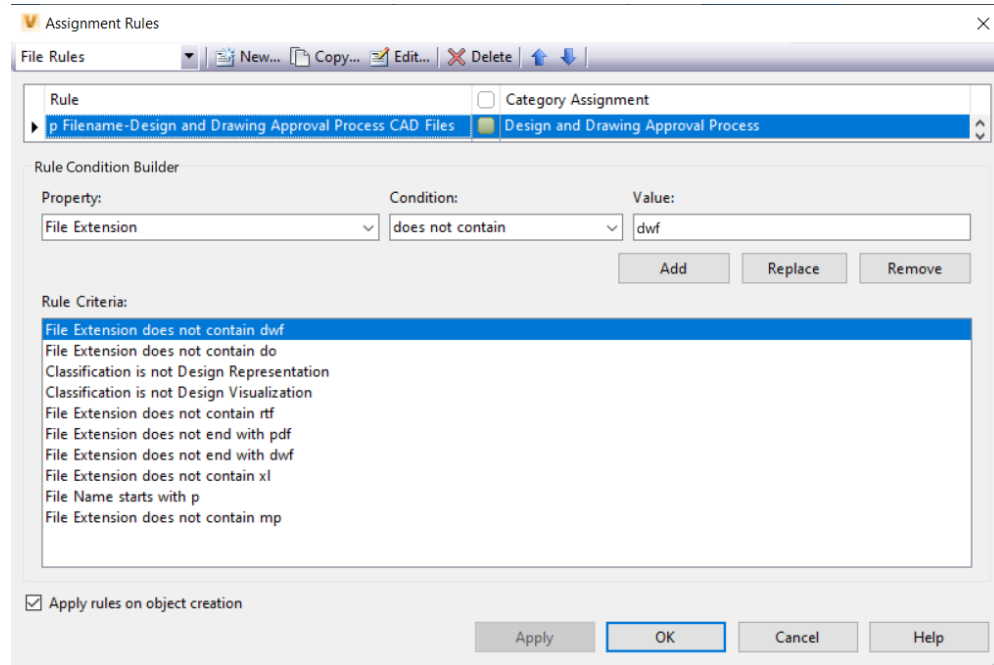 Assignment Rules
File Rules New... Copy... Edit... Delete
Rule Category Assignment
p Filename-Design and Drawing Approval Process CAD Files Design and Drawing Approval Process
Rule Condition Builder
Property: Condition: Value:
File Extension does not contain dwf
Add Replace Remove
Rule Criteria:
File Extension does not contain dwf
File Extension does not contain do
Classification is not Design Representation
Classification is not Design Visualization
File Extension does not contain rtf
File Extension does not end with pdf
File Extension does not end with dwf
File Extension does not contain xl
File Name starts with p
File Extension does not contain mp
Apply rules on object creation
Apply OK Cancel Help